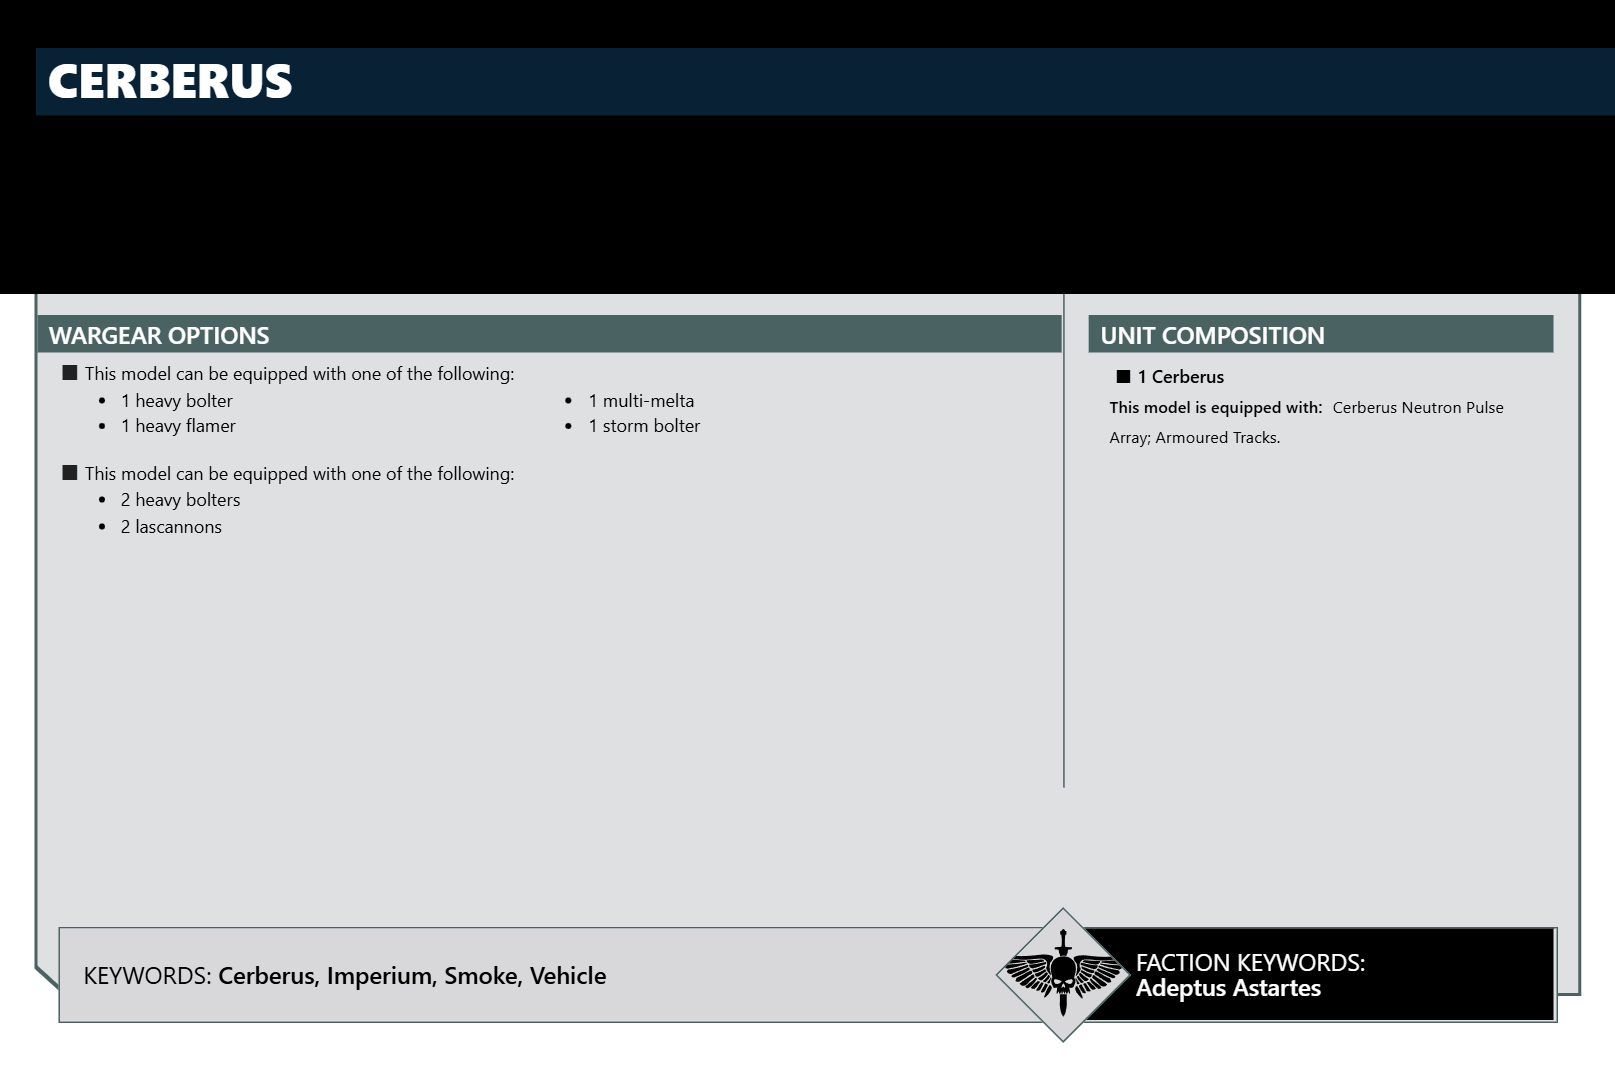 CERBERUS
WARGEAR OPTIONS
■ This model can be equipped with one of the following:
• 1 heavy bolter
• 1 heavy flamer
• 1 multi-melta
• 1 storm bolter
■ This model can be equipped with one of the following:
• 2 heavy bolters
• 2 lascannons
UNIT COMPOSITION
■ 1 Cerberus
This model is equipped with: Cerberus Neutron Pulse
Array; Armoured Tracks.
KEYWORDS: Cerberus, Imperium, Smoke, Vehicle
FACTION KEYWORDS:
Adeptus Astartes